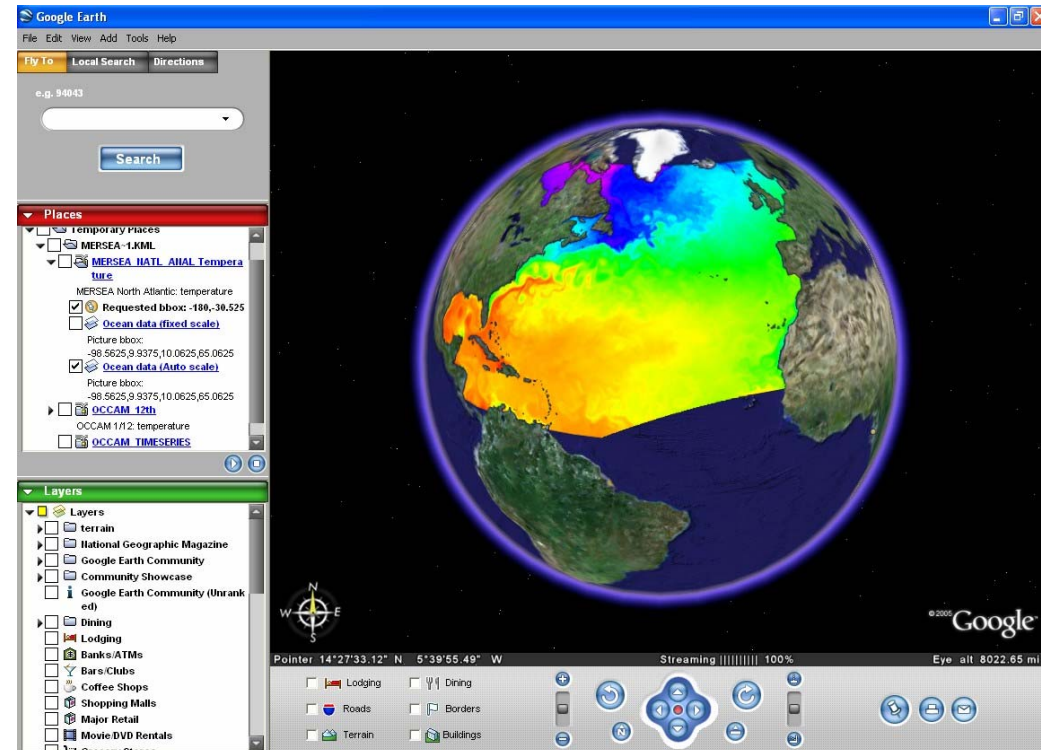 Google Earth
File Edit View Add Tools Help
Fly To Local Search Directions
e.g. 94043
Search
Places
Temporary Places
MERSEA~1.KML
MERSEA NATL ANAL Tempera
ture
MERSEA North Atlantic: temperature
Requested bbox: -180,-30.525
Ocean data (fixed scale)
Picture bbox:
-98.5625,9.9375,10.0625,65.0625
Ocean data (Auto scale)
Picture bbox:
-98.5625,9.9375,10.0625,65.0625
OCCAM 12th
OCCAM 1/12: temperature
OCCAM TIMESERIES
Layers
Layers
terrain
National Geographic Magazine
Google Earth Community
Community Showcase
Google Earth Community (Unrank
ed)
Dining
Lodging
Banks/ATMs
Bars/Clubs
Coffee Shops
Shopping Malls
Major Retail
Movie/DVD Rentals
N
W E
S
©2005 Google
Pointer 14°27'33.12" N 5°39'55.49" W Streaming |||||||||| 100% Eye alt 8022.65 mi
Lodging Dining
Roads Borders
Terrain Buildings
N